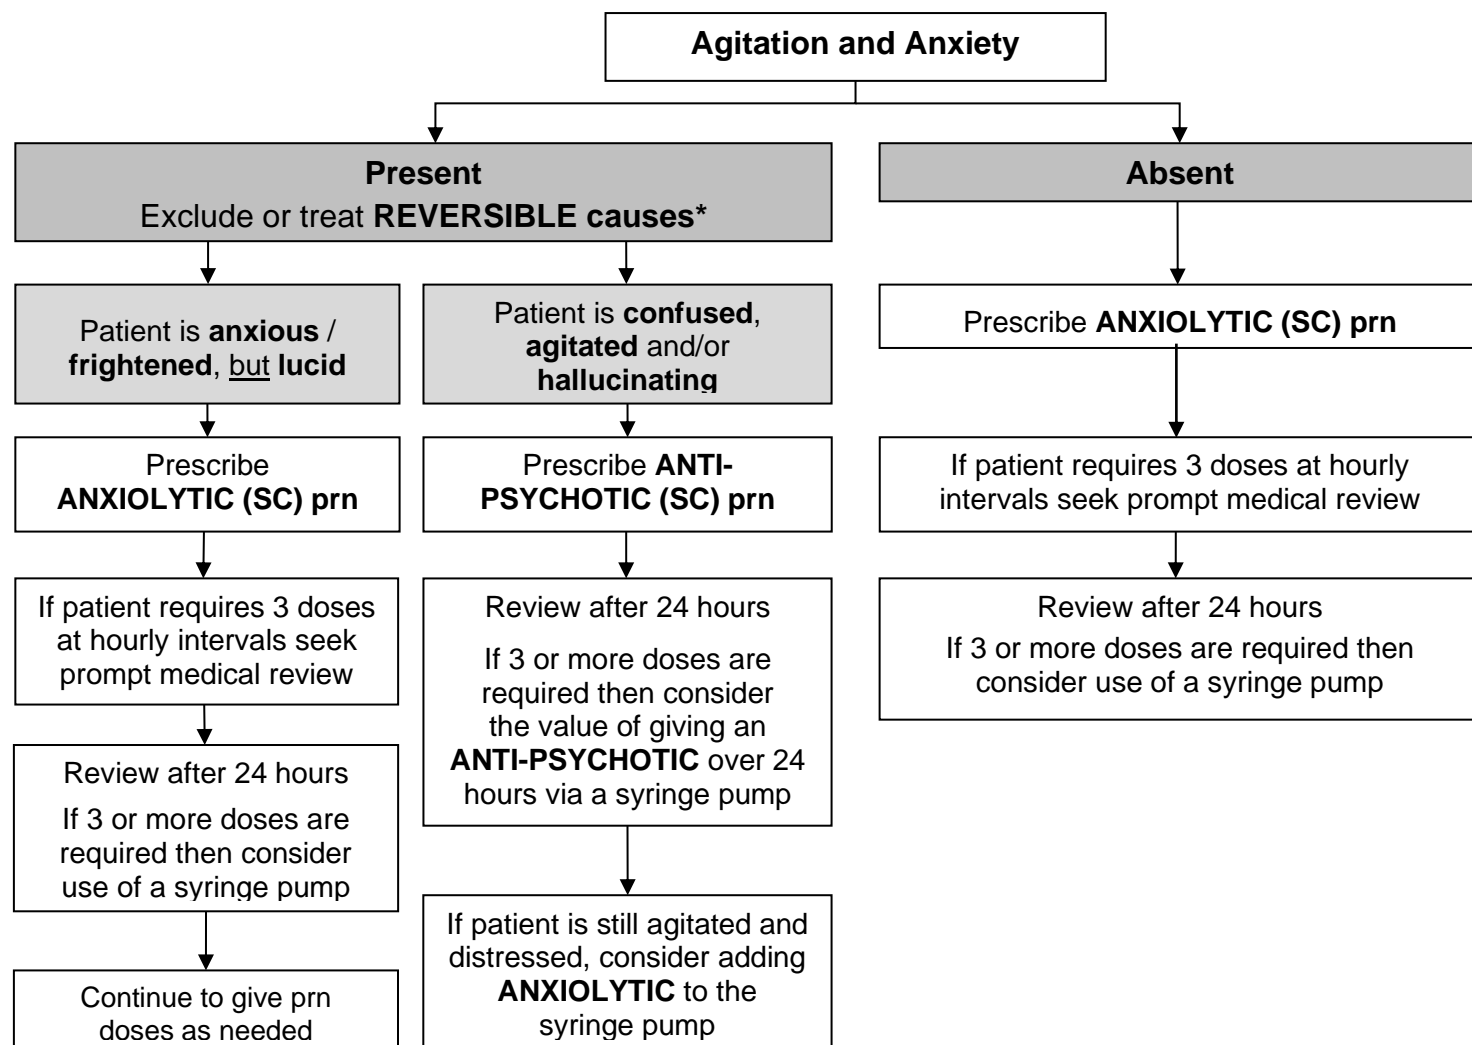 Agitation and Anxiety
Present
Exclude or treat REVERSIBLE causes*
Absent
Patient is anxious /
frightened, but lucid
Patient is confused,
agitated and/or
hallucinating
Prescribe ANXIOLYTIC (SC) prn
Prescribe
ANXIOLYTIC (SC) prn
Prescribe ANTI-
PSYCHOTIC (SC) prn
If patient requires 3 doses at hourly
intervals seek prompt medical review
If patient requires 3 doses
at hourly intervals seek
prompt medical review
Review after 24 hours
If 3 or more doses are
required then consider
the value of giving an
ANTI-PSYCHOTIC over 24
hours via a syringe pump
Review after 24 hours
If 3 or more doses are required then
consider use of a syringe pump
Review after 24 hours
If 3 or more doses are
required then consider
use of a syringe pump
If patient is still agitated and
distressed, consider adding
ANXIOLYTIC to the
syringe pump
Continue to give prn
doses as needed